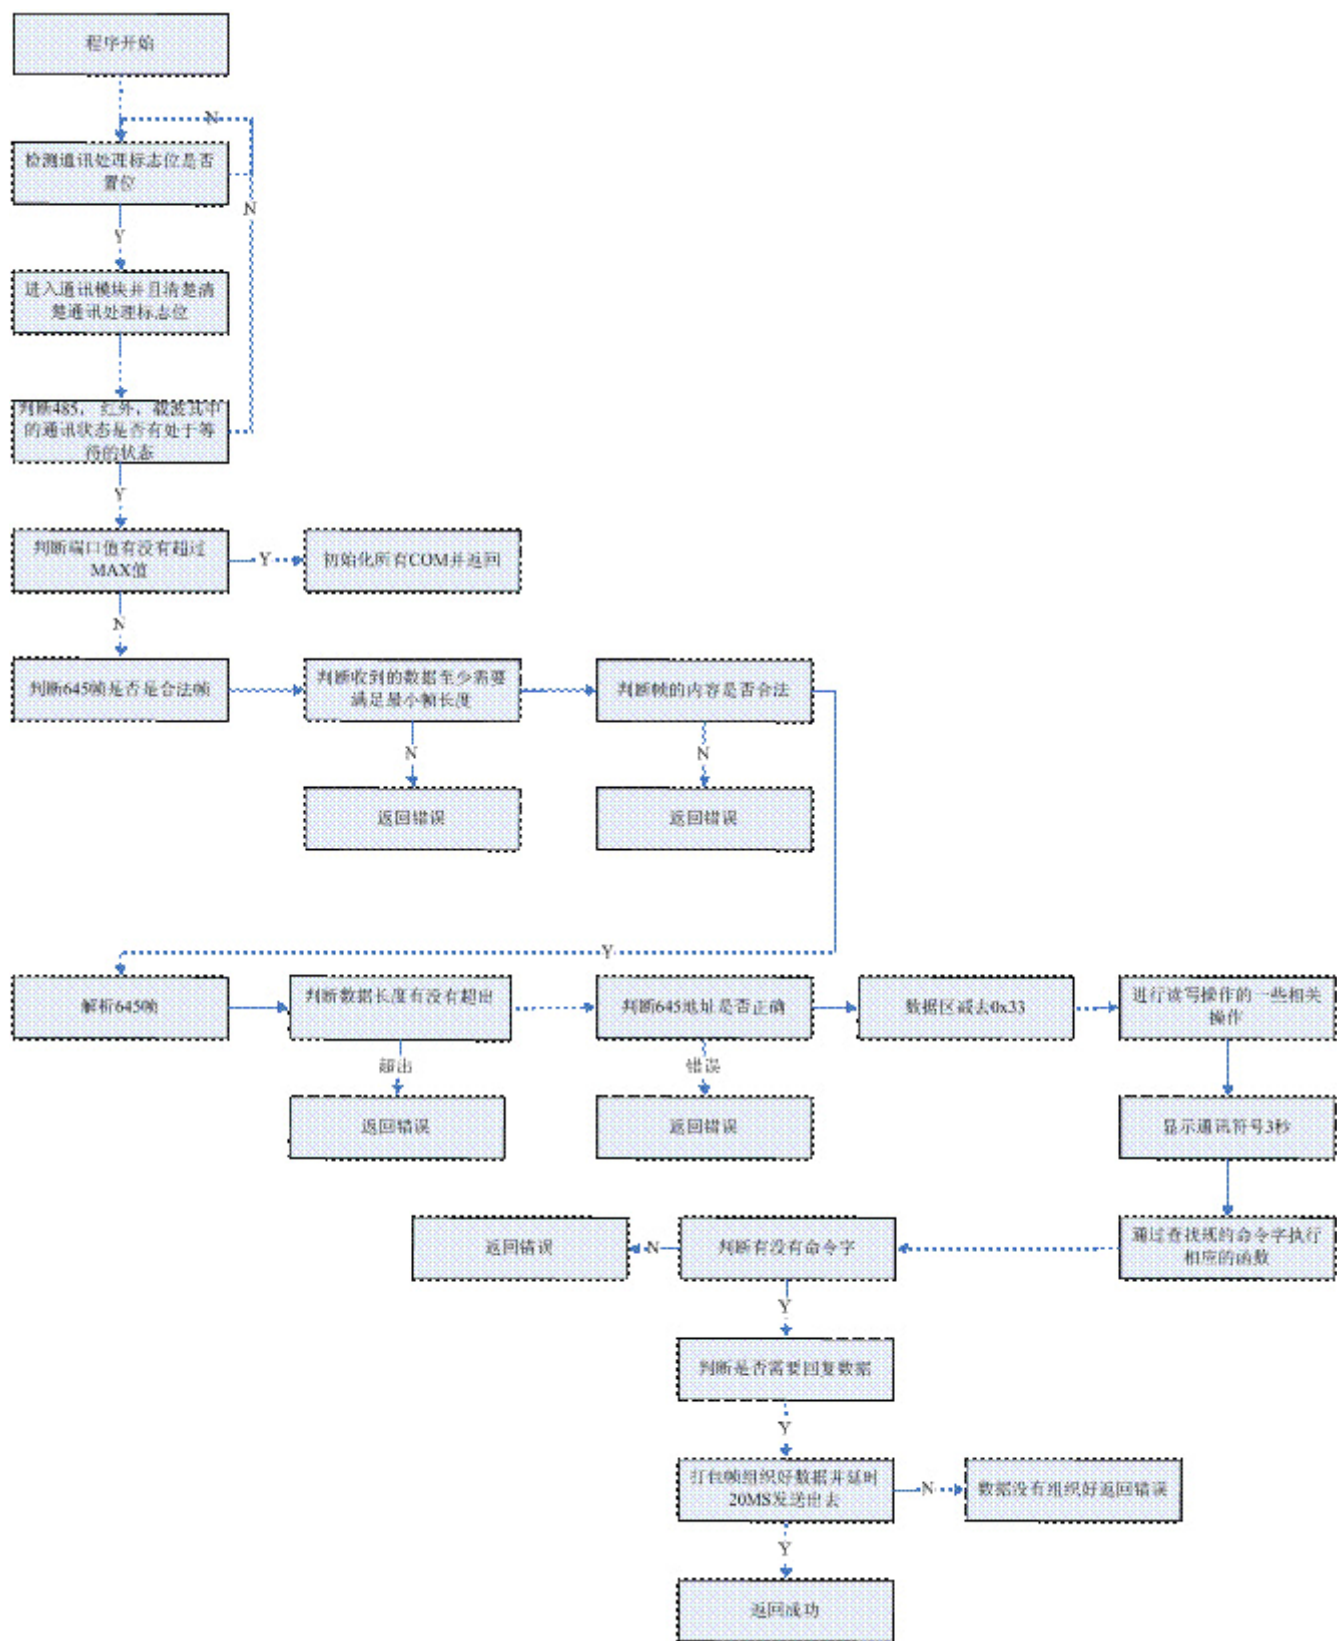 程序开始
N
检测通讯处理标志位是否
置位
N
Y
进入通讯模块并且清楚清
楚通讯处理标志位
判断485，红外，载波其中
的通讯状态是否有处于等
待的状态
Y
判断端口值有没有超过
MAX值
Y
初始化所有COM并返回
N
判断645帧是否是合法帧
判断收到的数据至少需要
满足最小帧长度
判断帧的内容是否合法
N
N
返回错误
返回错误
Y
解析645帧
判断数据长度有没有超出
判断645地址是否正确
数据区减去0x33
进行读写操作的一些相关
操作
超出
错误
返回错误
返回错误
显示通讯符号3秒
返回错误
N
判断有没有命令字
通过查找规约命令字执行
相应的函数
Y
判断是否需要回复数据
Y
打包帧组织好数据并延时
20MS发送出去
N
数据没有组织好返回错误
Y
返回成功